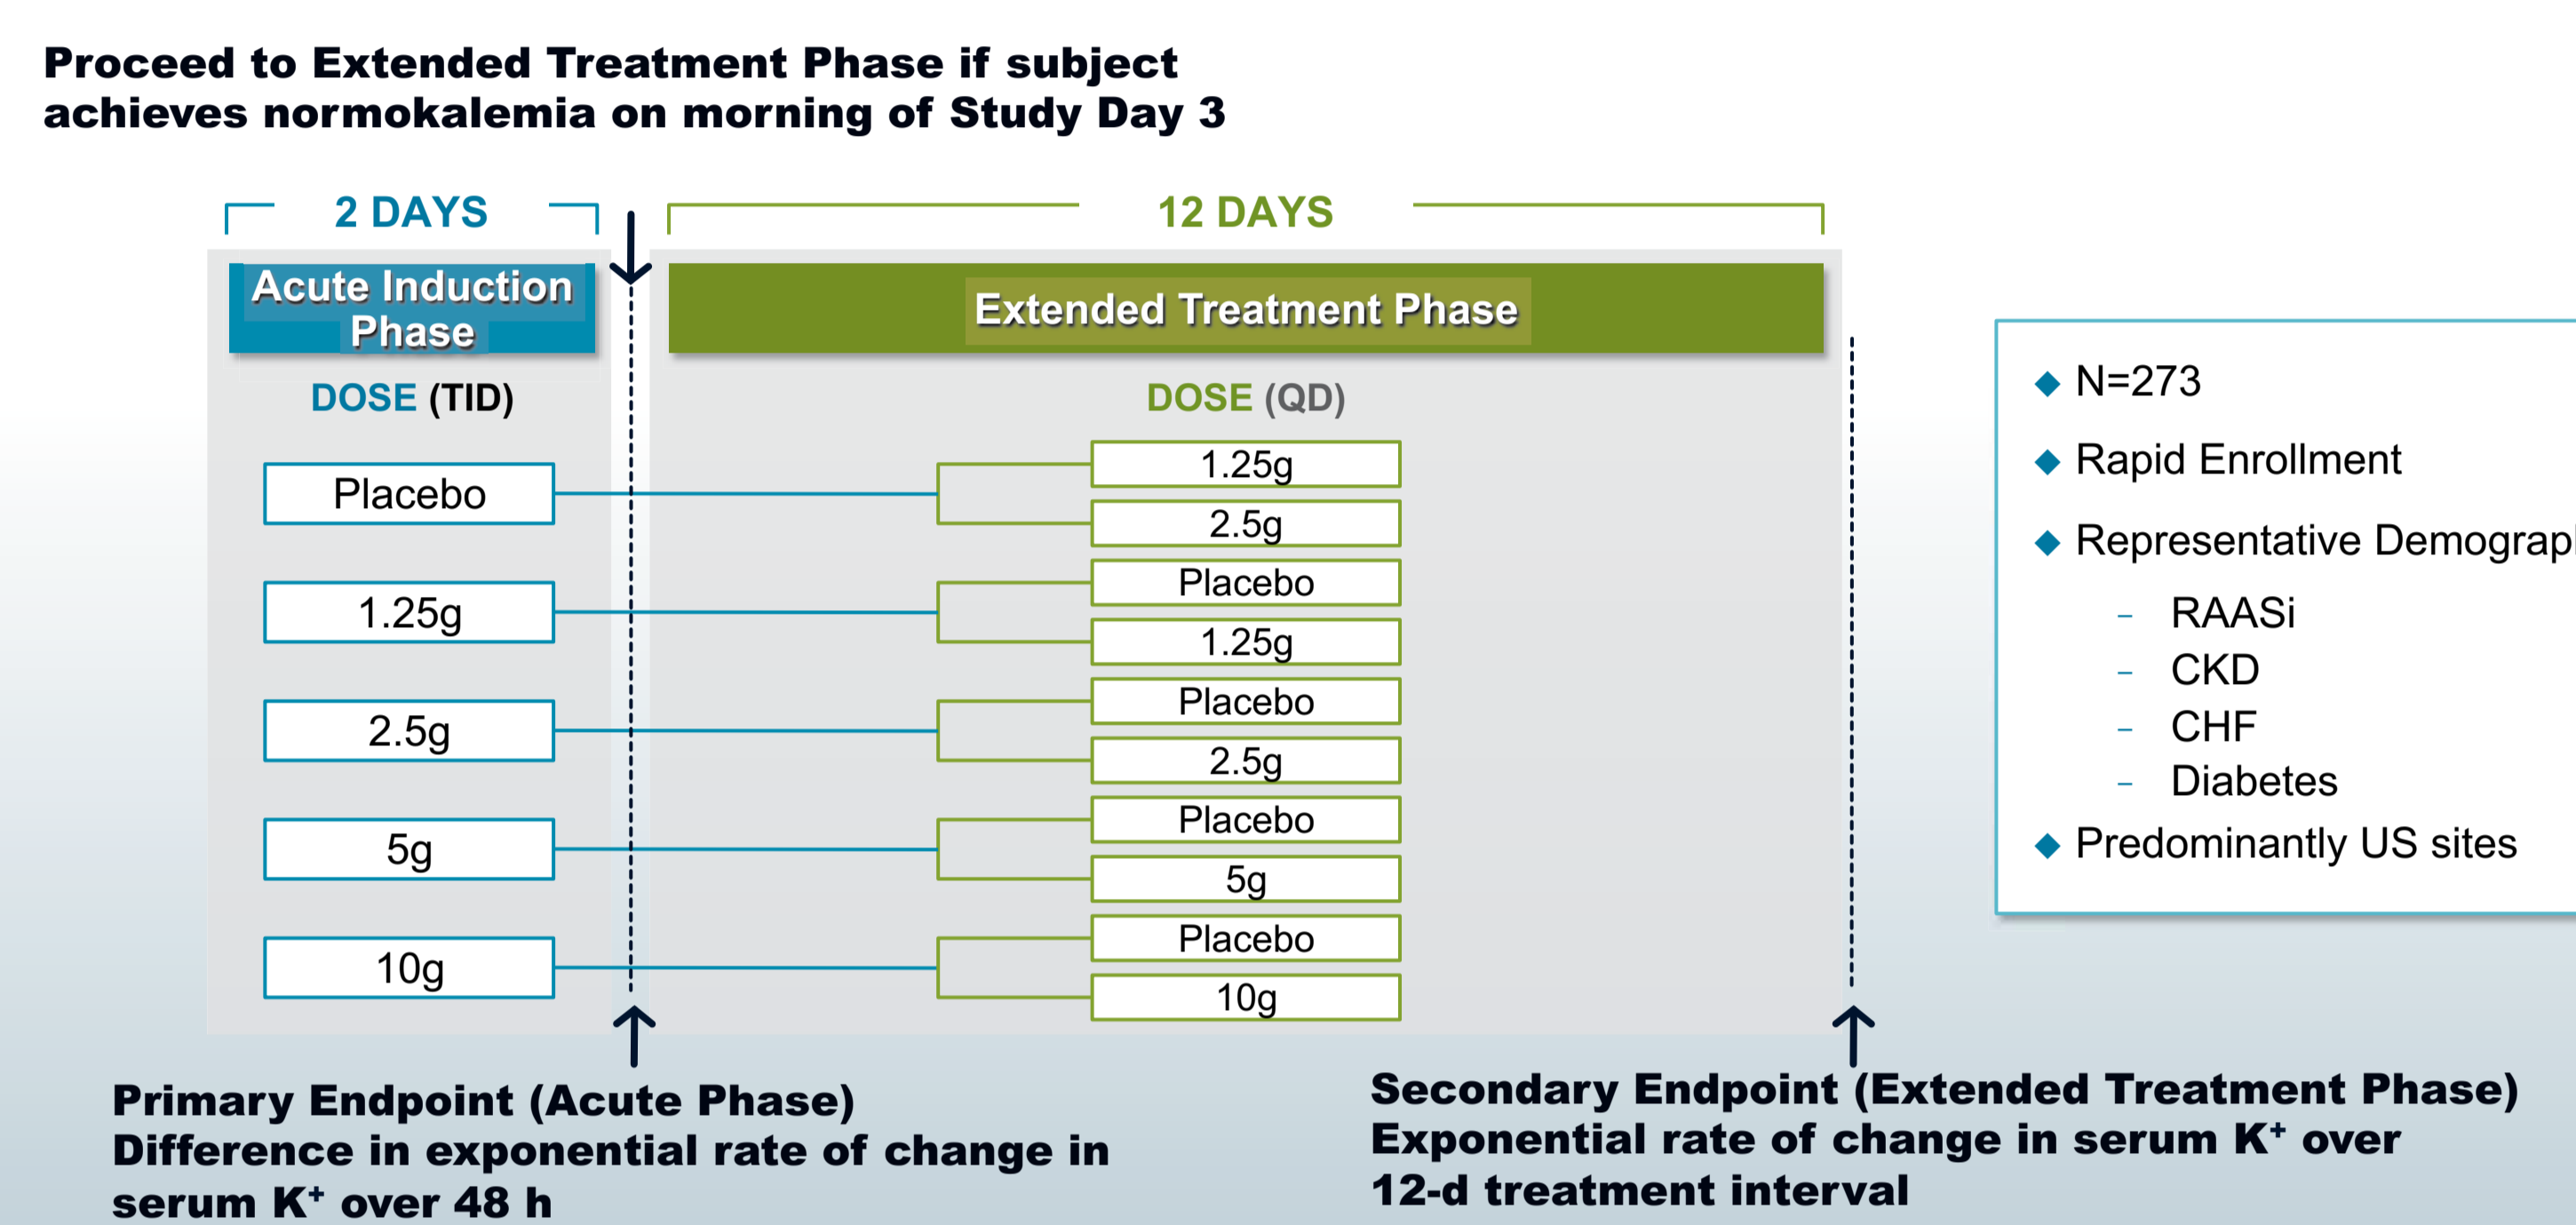 Proceed to Extended Treatment Phase if subject
achieves normokalemia on morning of Study Day 3
2 DAYS
12 DAYS
Acute Induction
Phase
Extended Treatment Phase
DOSE (TID)
DOSE (QD)
Placebo
1.25g
2.5g
1.25g
Placebo
1.25g
2.5g
Placebo
2.5g
5g
Placebo
5g
10g
Placebo
10g
N=273
Rapid Enrollment
Representative
– RAASi
– CKD
– CHF
– Diabetes
Predominantly US sites
Primary Endpoint (Acute Phase)
Difference in exponential rate of change in
serum K⁺ over 48 h
Secondary Endpoint (Extended Treatment Phase)
Exponential rate of change in serum K⁺ over
12-d treatment interval